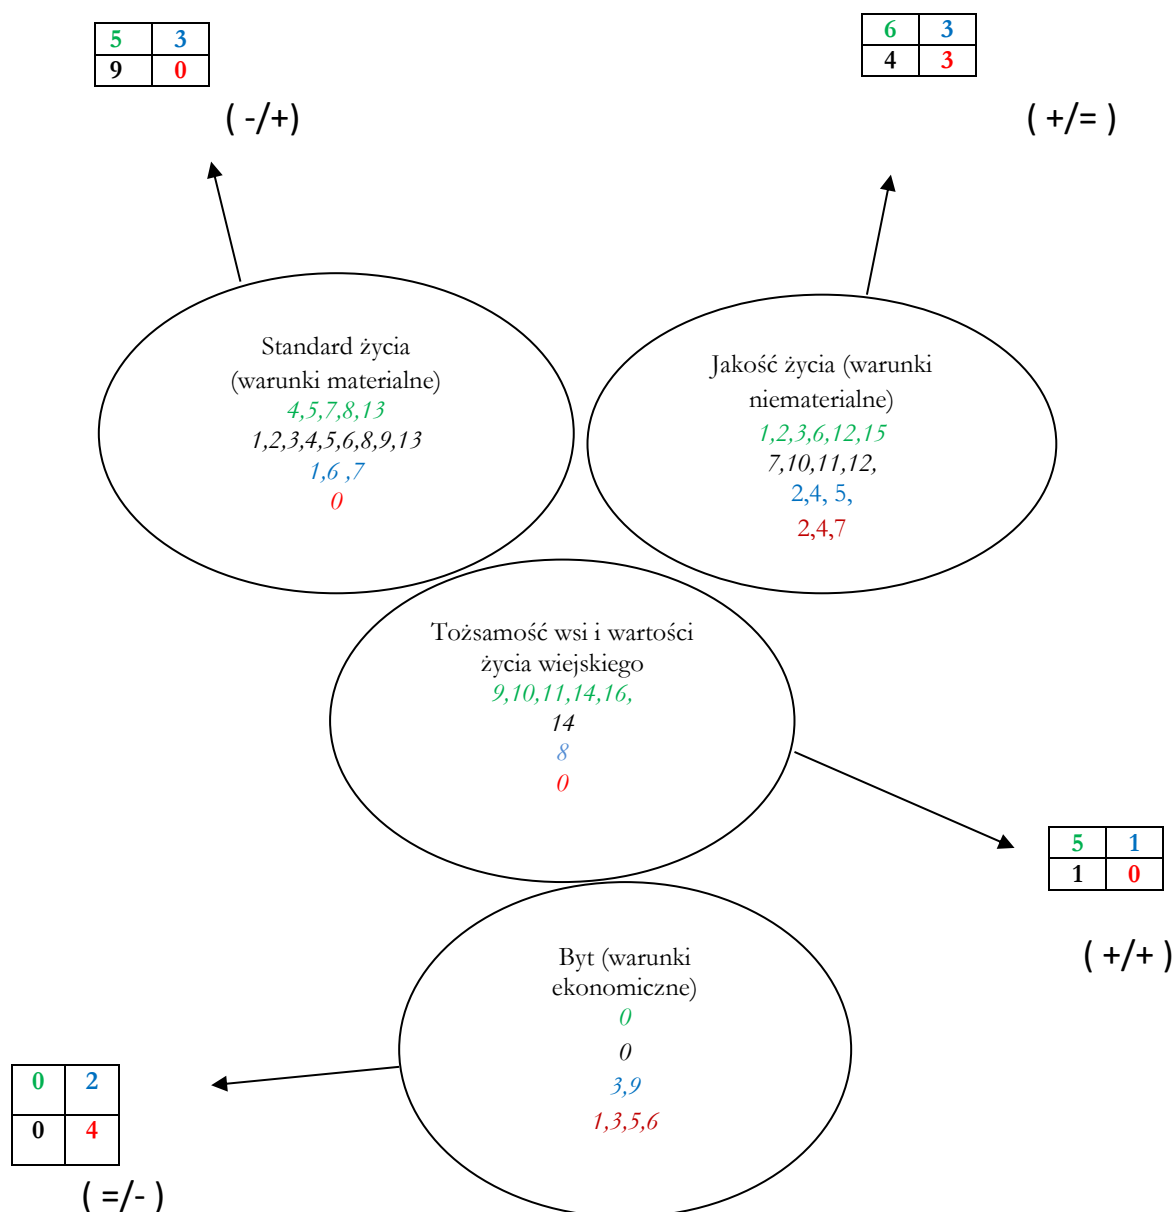 5 3
9 0
( -/+)
6 3
4 3
( +/= )
Standard życia
(warunki materialne)
4,5,7,8,13
1,2,3,4,5,6,8,9,13
1,6 ,7
0
Jakość życia (warunki
niematerialne)
1,2,3,6,12,15
7,10,11,12,
2,4, 5,
2,4,7
Tożsamość wsi i wartości
życia wiejskiego
9,10,11,14,16,
14
8
0
5 1
1 0
( +/+ )
Byt (warunki
ekonomiczne)
0
0
3,9
1,3,5,6
0 2
0 4
( =/- )